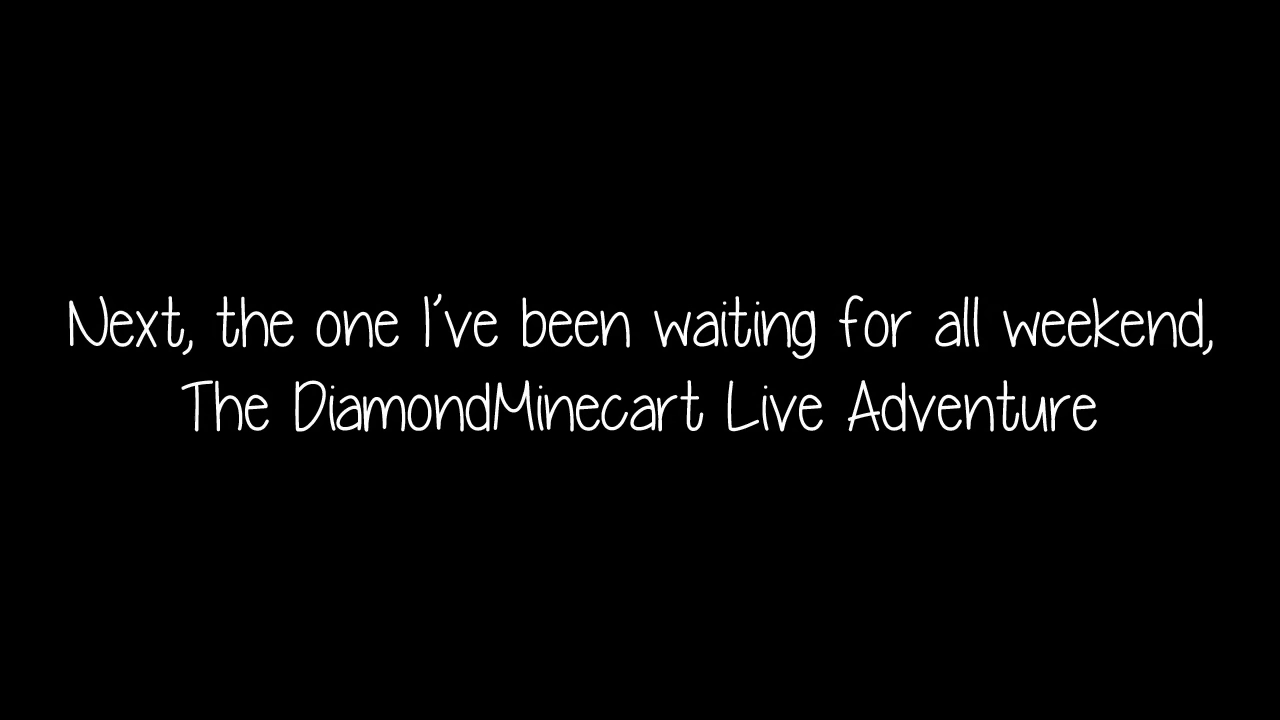 Next, the one I've been waiting for all weekend,
The DiamondMinecart Live Adventure